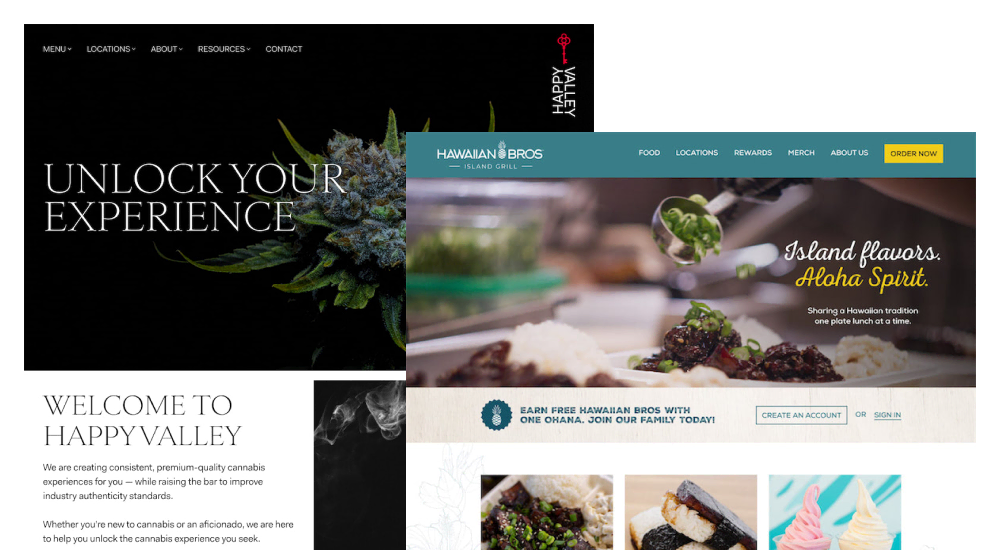 MENU
LOCATIONS
ABOUT
RESOURCES
CONTACT
HAPPY
VALLEY
UNLOCK YOUR
EXPERIENCE
WELCOME TO
HAPPY VALLEY
We are creating consistent, premium-quality cannabis
experiences for you — while raising the bar to improve
industry authenticity standards.
Whether you're new to cannabis or an aficionado, we are here
to help you unlock the cannabis experience you seek.
HAWAIIAN BROS
ISLAND GRILL
FOOD
LOCATIONS
REWARDS
MERCH
ABOUT US
ORDER NOW
Island flavors.
Aloha Spirit.
Sharing a Hawaiian tradition
one plate lunch at a time.
EARN FREE HAWAIIAN BROS WITH
ONE OHANA. JOIN OUR FAMILY TODAY!
CREATE AN ACCOUNT
OR
SIGN IN